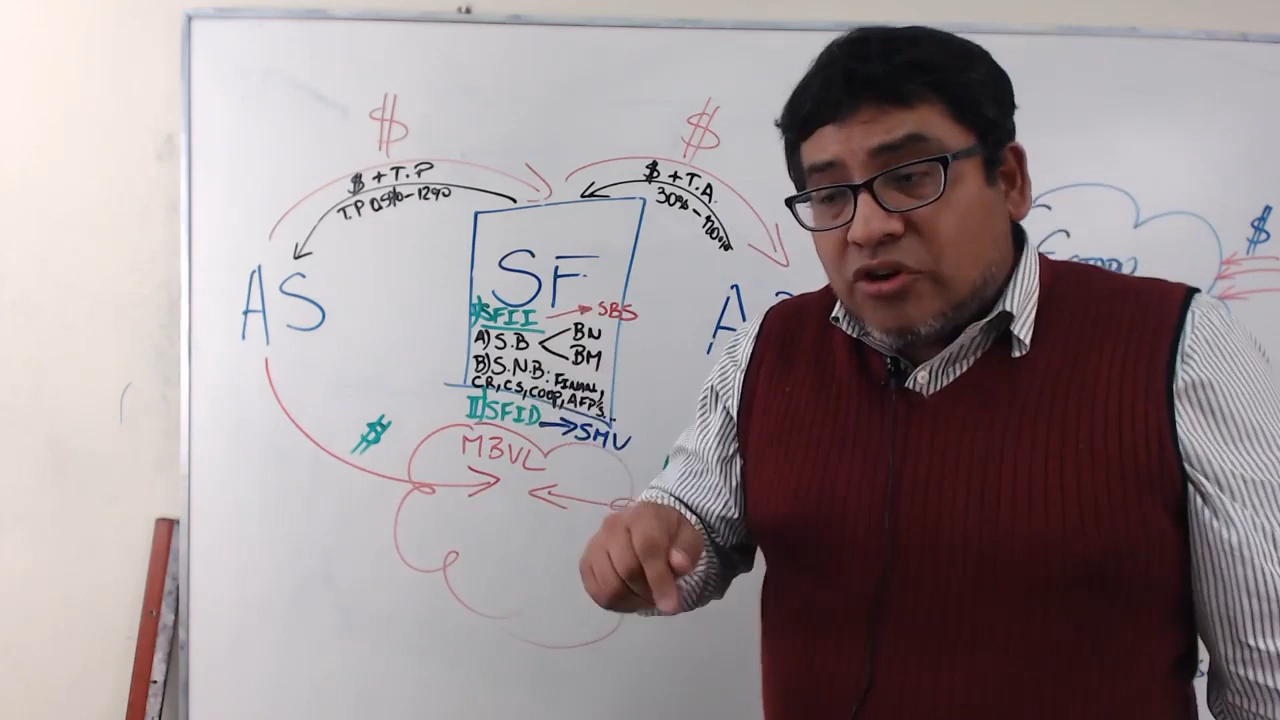 $ $
$ + T.P
T.P 0.5%-12%
$ + T.A.
30%-120%
$
AS
SF
A
I) SFII → SBS
A) S.B < BN
BM
B) S.N.B: FINAN,
CR, CS, COOP, AFP'S.
II) SFID → SMV
$
MBVL